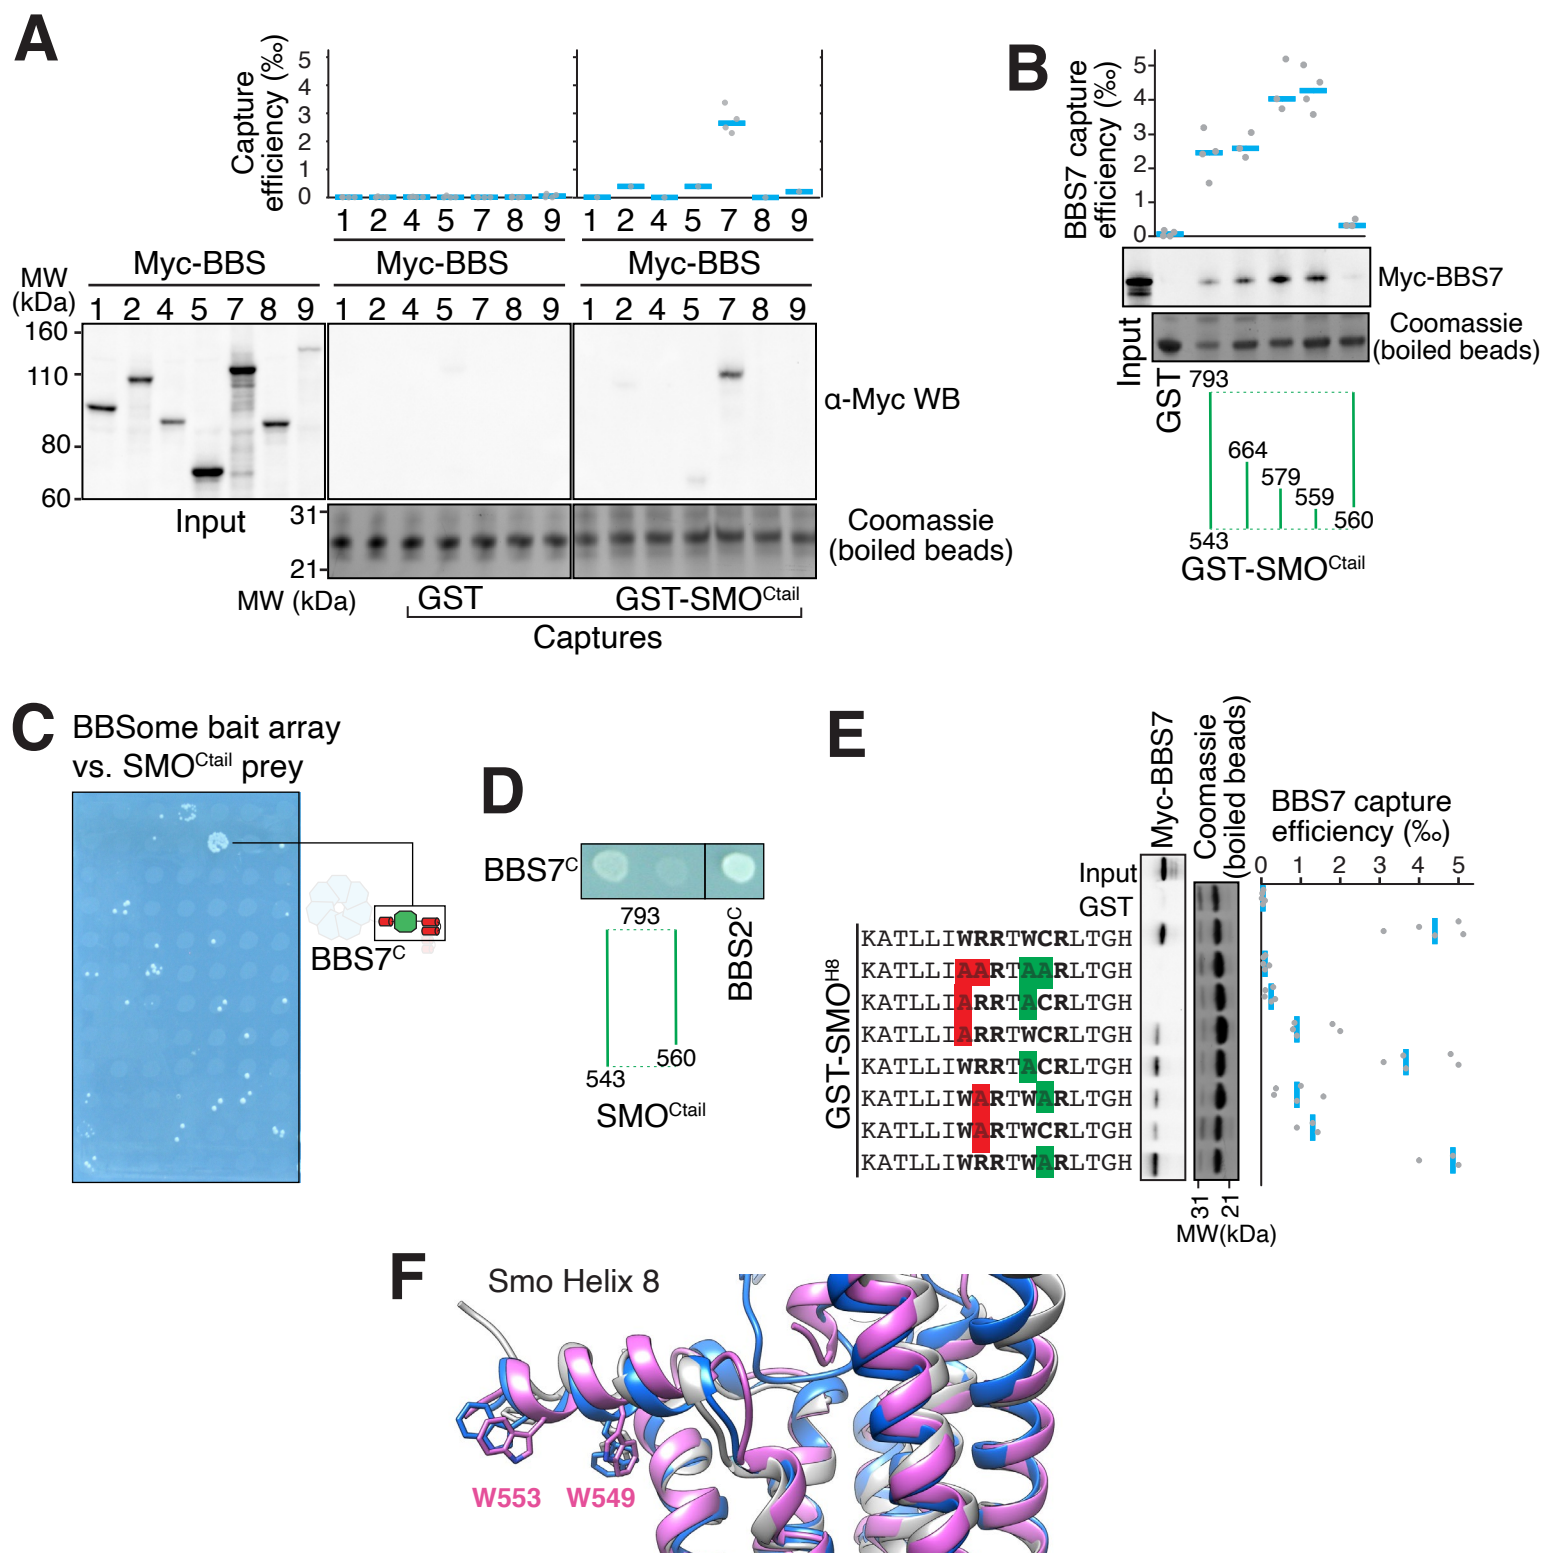 A
Capture
efficiency (‰)
5
4
3
2
1
0
1 2 4 5 7 8 9
1 2 4 5 7 8 9
Myc-BBS
Myc-BBS
Myc-BBS
MW
(kDa)
1 2 4 5 7 8 9
1 2 4 5 7 8 9
1 2 4 5 7 8 9
160
110
80
60
α-Myc WB
Input
31
21
Coomassie
(boiled beads)
MW (kDa)
GST
GST-SMOCtail
Captures
B
BBS7 capture
efficiency (‰)
5
4
3
2
1
0
Myc-BBS7
Coomassie
(boiled beads)
Input
GST
793
664
579
559
560
543
GST-SMOCtail
C
BBSome bait array
vs. SMOCtail prey
BBS7C
D
BBS7C
BBS2C
793
560
543
SMOCtail
E
Myc-BBS7
Coomassie
(boiled beads)
BBS7 capture
efficiency (‰)
0 1 2 3 4 5
Input
GST
GST-SMOH8
KATLLIWRRTWCRLTGH
KATLLIAARTAARLTGH
KATLLIARRTACRLTGH
KATLLIARRTWCRLTGH
KATLLIWRRTACRLTGH
KATLLIWARTWARLTGH
KATLLIWARTWCRLTGH
KATLLIWRRTWARLTGH
31
21
MW(kDa)
F
Smo Helix 8
W553 W549